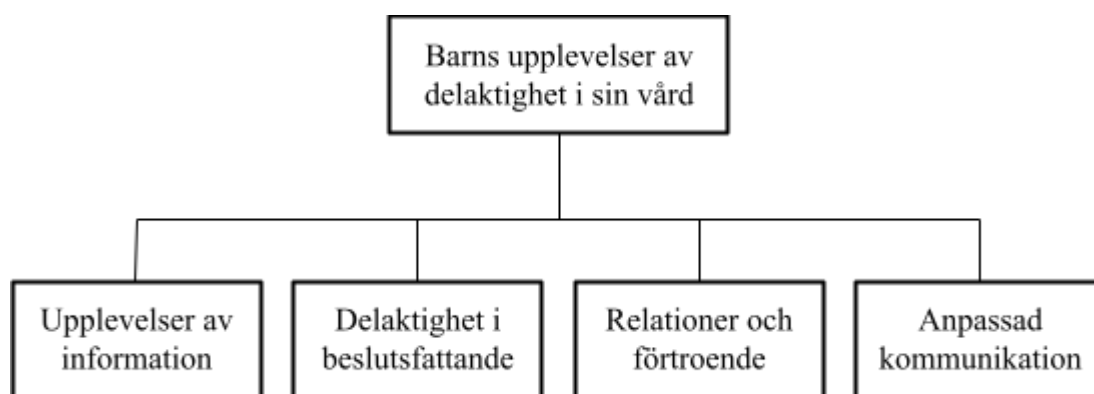 Barns upplevelser av
delaktighet i sin vård
Upplevelser av
information
Delaktighet i
beslutsfattande
Relationer och
förtroende
Anpassad
kommunikation